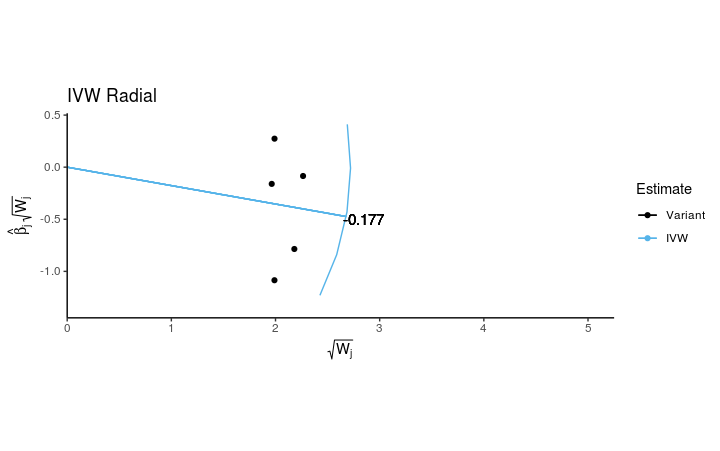 IVW Radial
0.5
0.0
-0.5
-1.0
β̂j√Wj
-0.177
0
1
2
3
4
5
√Wj
Estimate
Variant
IVW